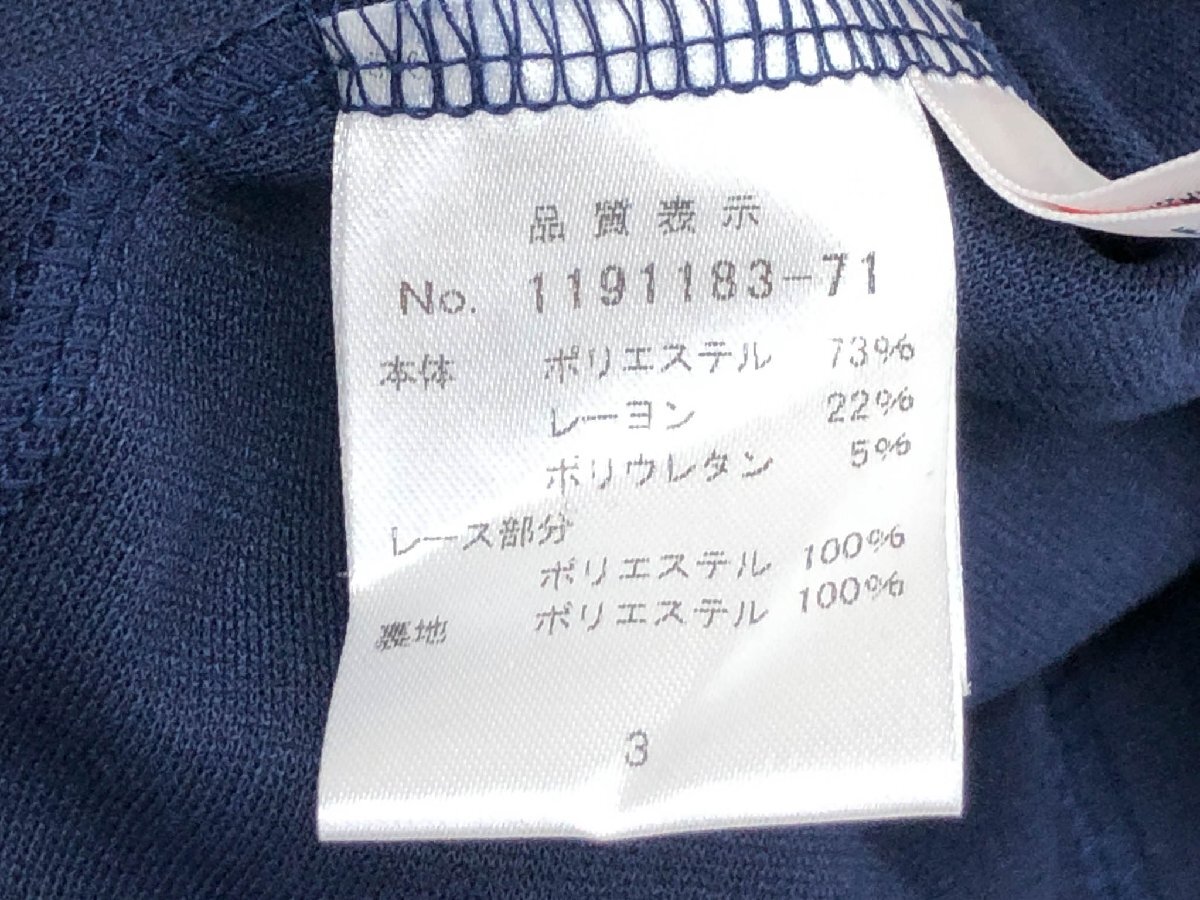 品質表示
No. 1191183-71
本体 ポリエステル 73%
レーヨン 22%
ポリウレタン 5%
レース部分
ポリエステル 100%
裏地 ポリエステル 100%
3